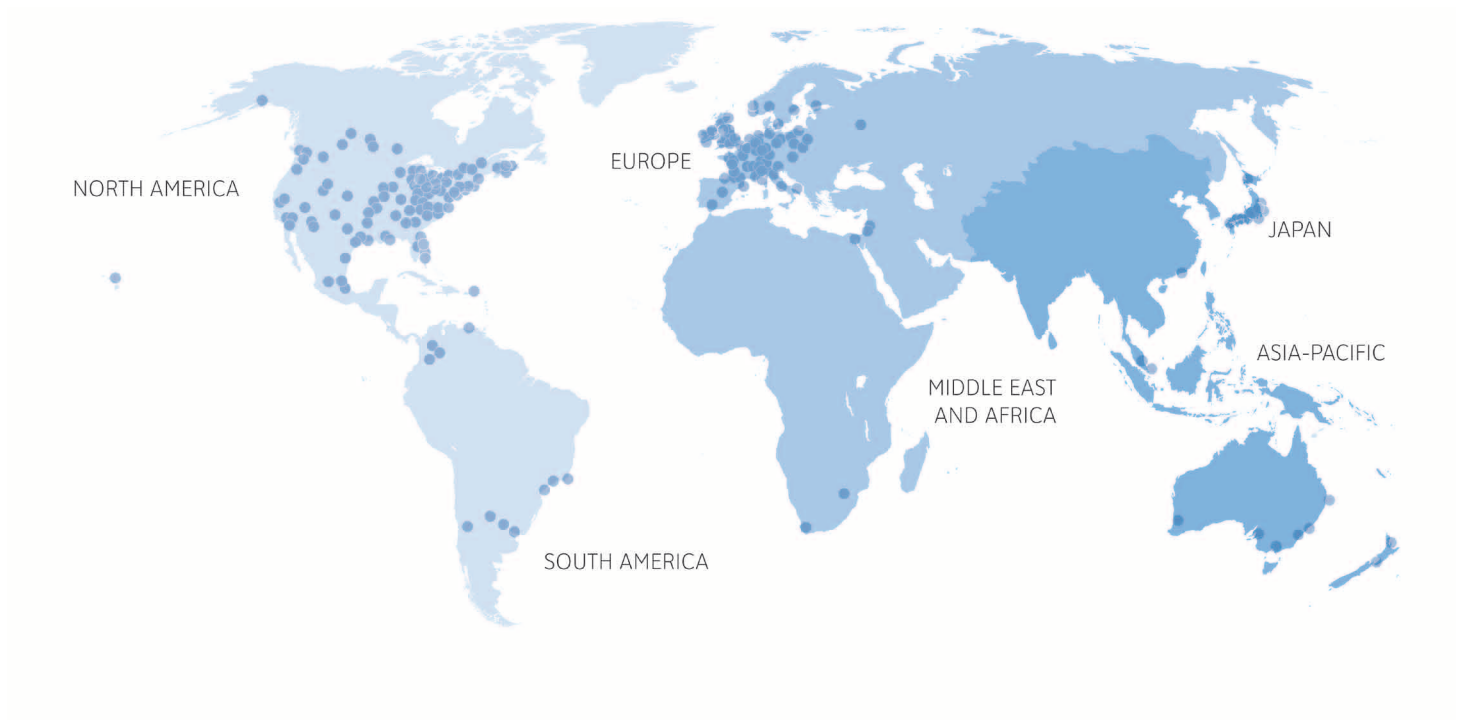 EUROPE
NORTH AMERICA
JAPAN
ASIA-PACIFIC
MIDDLE EAST
AND AFRICA
SOUTH AMERICA